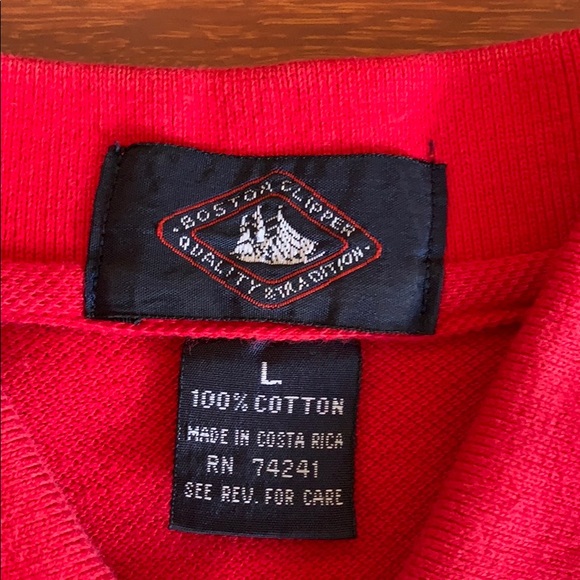 · BOSTON CLIPPER ·
QUALITY & TRADITION
L
100% COTTON
MADE IN COSTA RICA
RN 74241
SEE REV. FOR CARE